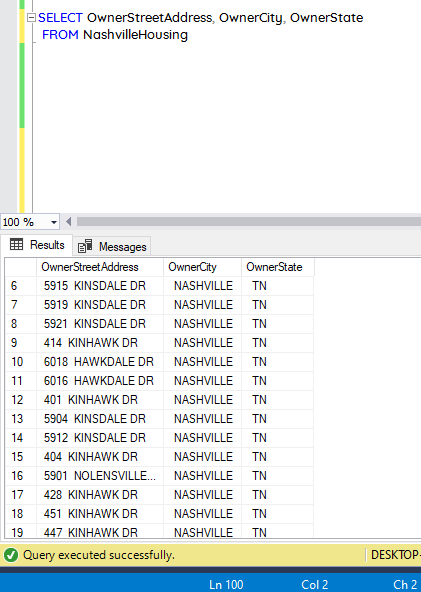 SELECT OwnerStreetAddress, OwnerCity, OwnerState
FROM NashvilleHousing
100 %
Results Messages
OwnerStreetAddress OwnerCity OwnerState
6 5915 KINSDALE DR NASHVILLE TN
7 5919 KINSDALE DR NASHVILLE TN
8 5921 KINSDALE DR NASHVILLE TN
9 414 KINHAWK DR NASHVILLE TN
10 6018 HAWKDALE DR NASHVILLE TN
11 6016 HAWKDALE DR NASHVILLE TN
12 401 KINHAWK DR NASHVILLE TN
13 5904 KINSDALE DR NASHVILLE TN
14 5912 KINSDALE DR NASHVILLE TN
15 404 KINHAWK DR NASHVILLE TN
16 5901 NOLENSVILLE... NASHVILLE TN
17 428 KINHAWK DR NASHVILLE TN
18 451 KINHAWK DR NASHVILLE TN
19 447 KINHAWK DR NASHVILLE TN
Query executed successfully. DESKTOP-
Ln 100 Col 2 Ch 2